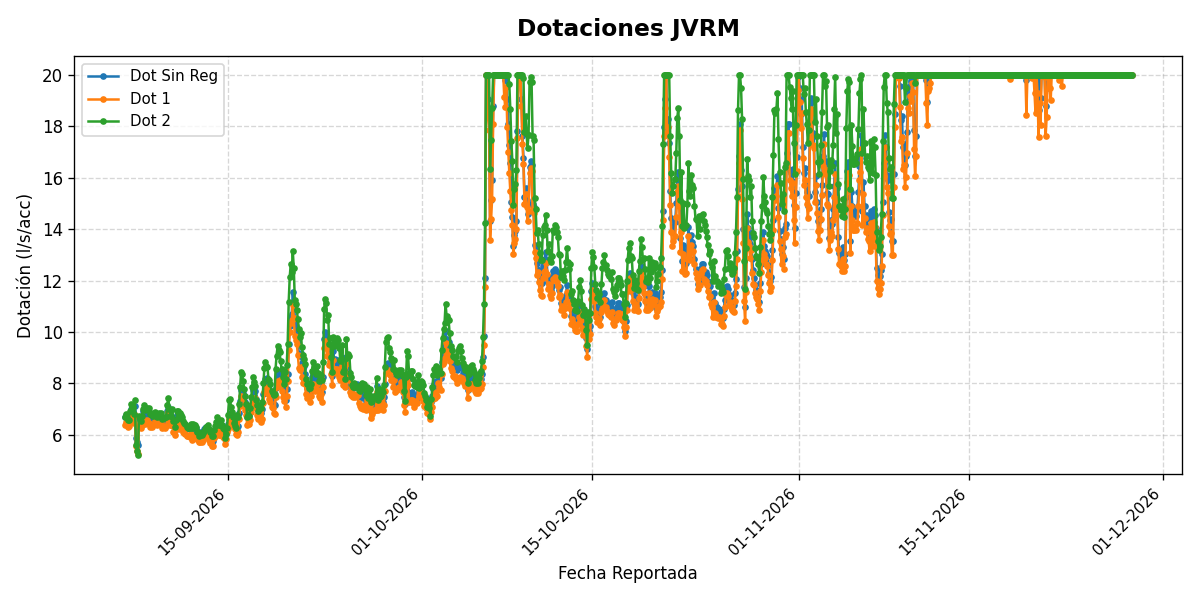 Dotaciones JVRM
Dot Sin Reg
Dot 1
Dot 2
Dotación (l/s/acc)
20
18
16
14
12
10
8
6
15-09-2026
01-10-2026
15-10-2026
01-11-2026
15-11-2026
01-12-2026
Fecha Reportada